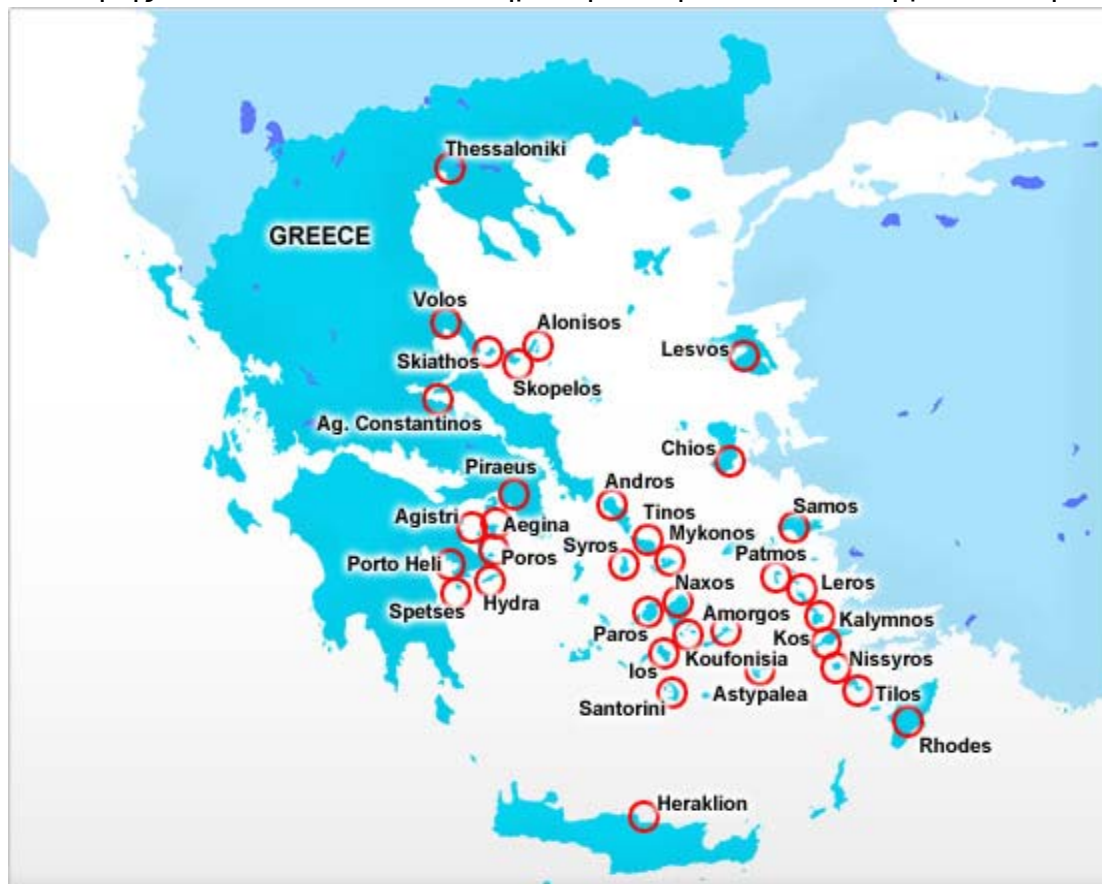 Thessaloniki
GREECE
Volos
Alonisos
Skiathos
Lesvos
Skopelos
Ag. Constantinos
Chios
Piraeus
Andros
Agistri
Aegina
Tinos
Samos
Mykonos
Syros
Patmos
Porto Heli
Poros
Naxos
Leros
Spetses
Hydra
Amorgos
Kalymnos
Paros
Kos
Koufonisia
Nissyros
Ios
Astypalea
Tilos
Santorini
Rhodes
Heraklion